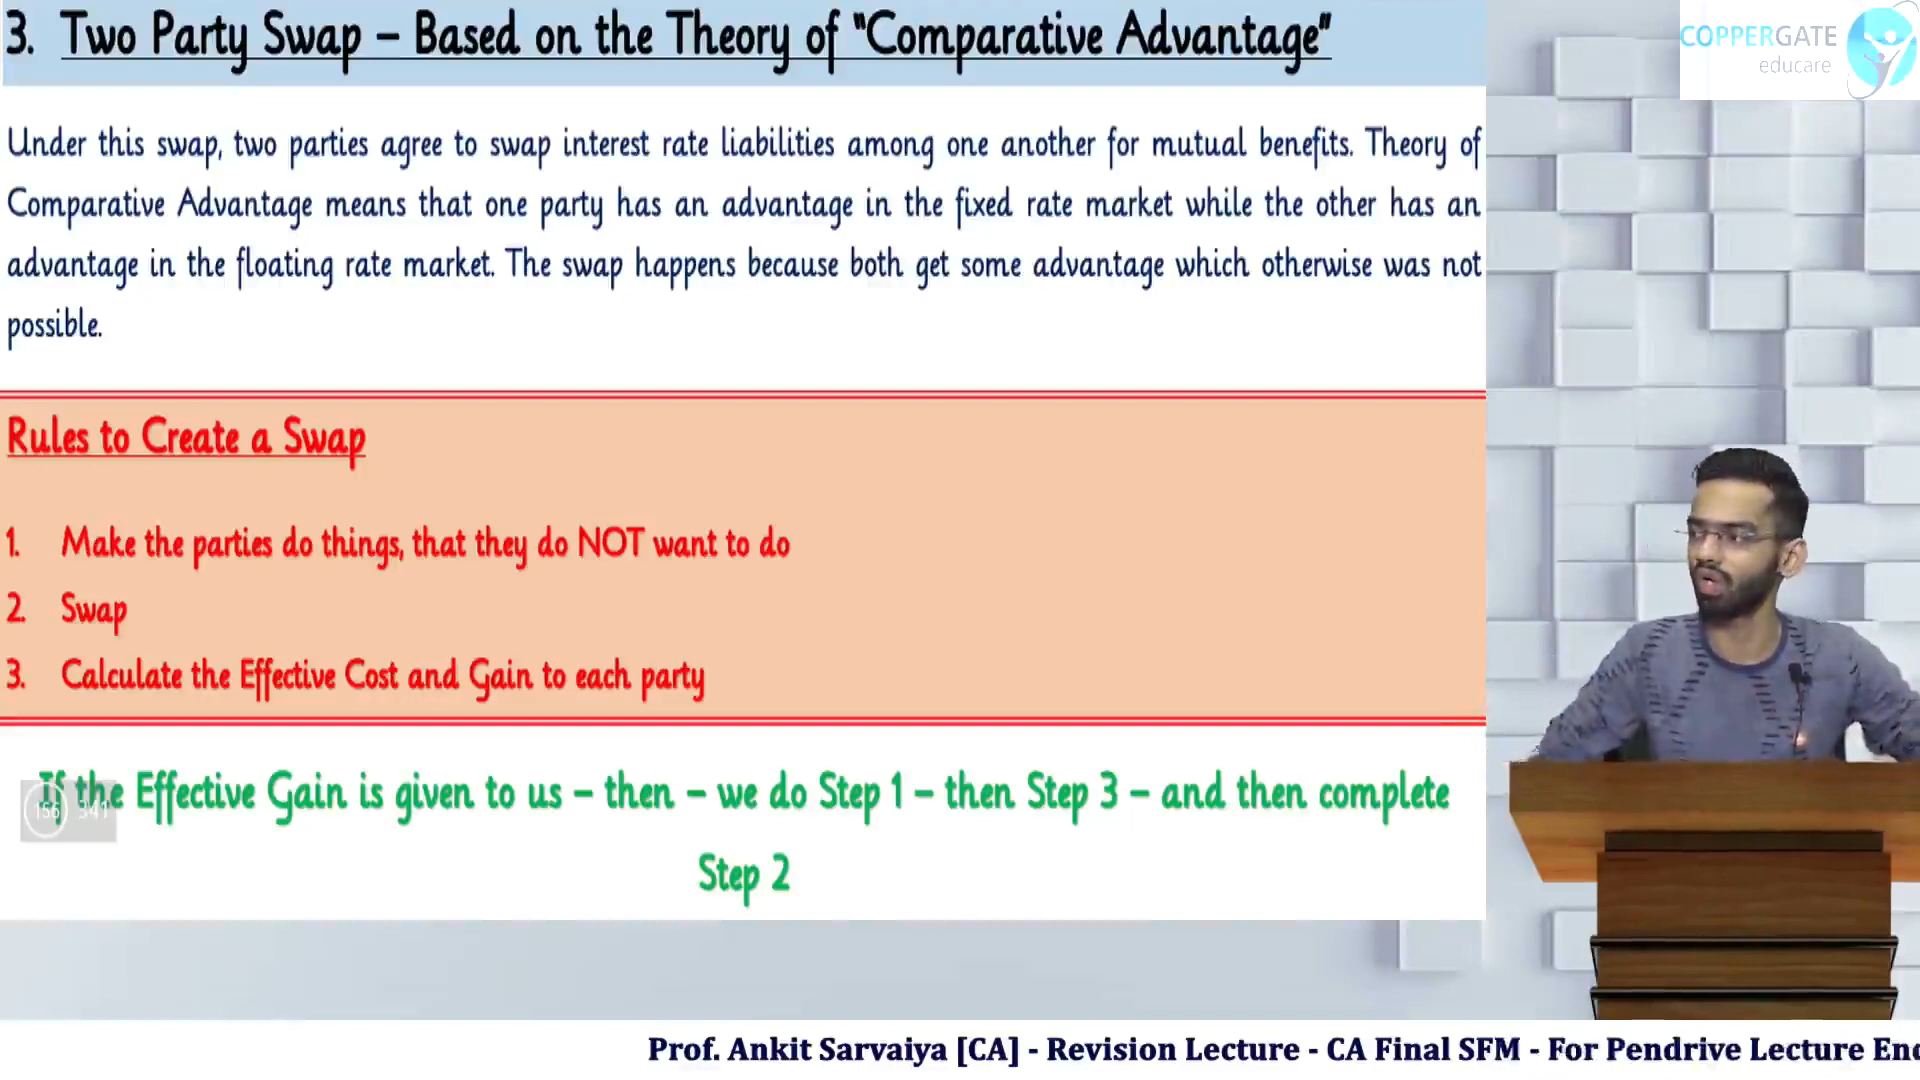 3. Two Party Swap – Based on the Theory of "Comparative Advantage"
COPPERGATE
educare
Under this swap, two parties agree to swap interest rate liabilities among one another for mutual benefits. Theory of
Comparative Advantage means that one party has an advantage in the fixed rate market while the other has an
advantage in the floating rate market. The swap happens because both get some advantage which otherwise was not
possible.
Rules to Create a Swap
1. Make the parties do things, that they do NOT want to do
2. Swap
3. Calculate the Effective Cost and Gain to each party
If the Effective Gain is given to us – then – we do Step 1 – then Step 3 – and then complete
Step 2
156 341
Prof. Ankit Sarvaiya [CA] - Revision Lecture - CA Final SFM - For Pendrive Lecture